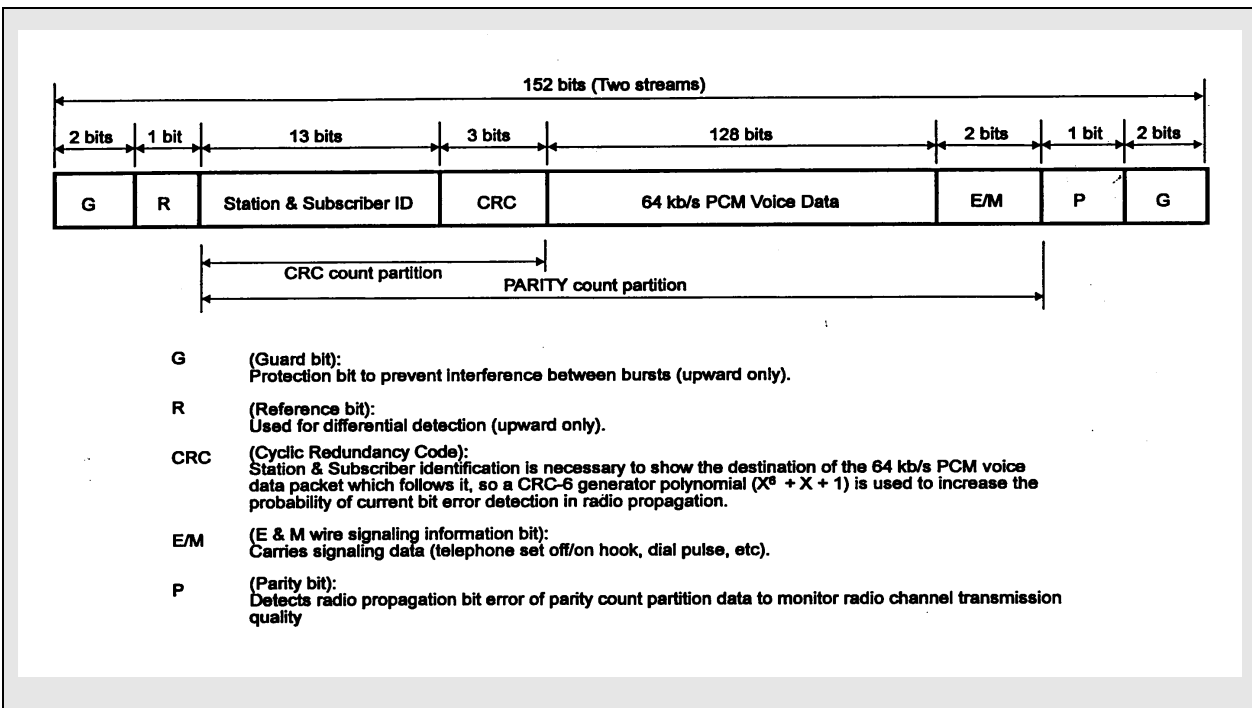 152 bits (Two streams)
2 bits 1 bit 13 bits 3 bits 128 bits 2 bits 1 bit 2 bits
G R Station & Subscriber ID CRC 64 kb/s PCM Voice Data E/M P G
CRC count partition
PARITY count partition
G (Guard bit):
Protection bit to prevent interference between bursts (upward only).
R (Reference bit):
Used for differential detection (upward only).
CRC (Cyclic Redundancy Code):
Station & Subscriber identification is necessary to show the destination of the 64 kb/s PCM voice
data packet which follows it, so a CRC-6 generator polynomial (X⁶ + X + 1) is used to increase the
probability of current bit error detection in radio propagation.
E/M (E & M wire signaling information bit):
Carries signaling data (telephone set off/on hook, dial pulse, etc).
P (Parity bit):
Detects radio propagation bit error of parity count partition data to monitor radio channel transmission
quality